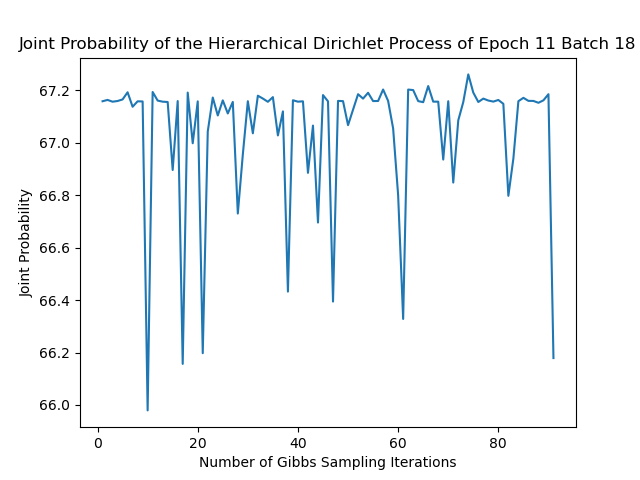 Joint Probability of the Hierarchical Dirichlet Process of Epoch 11 Batch 18
67.2
67.0
66.8
66.6
66.4
66.2
66.0
Joint Probability
0 20 40 60 80
Number of Gibbs Sampling Iterations